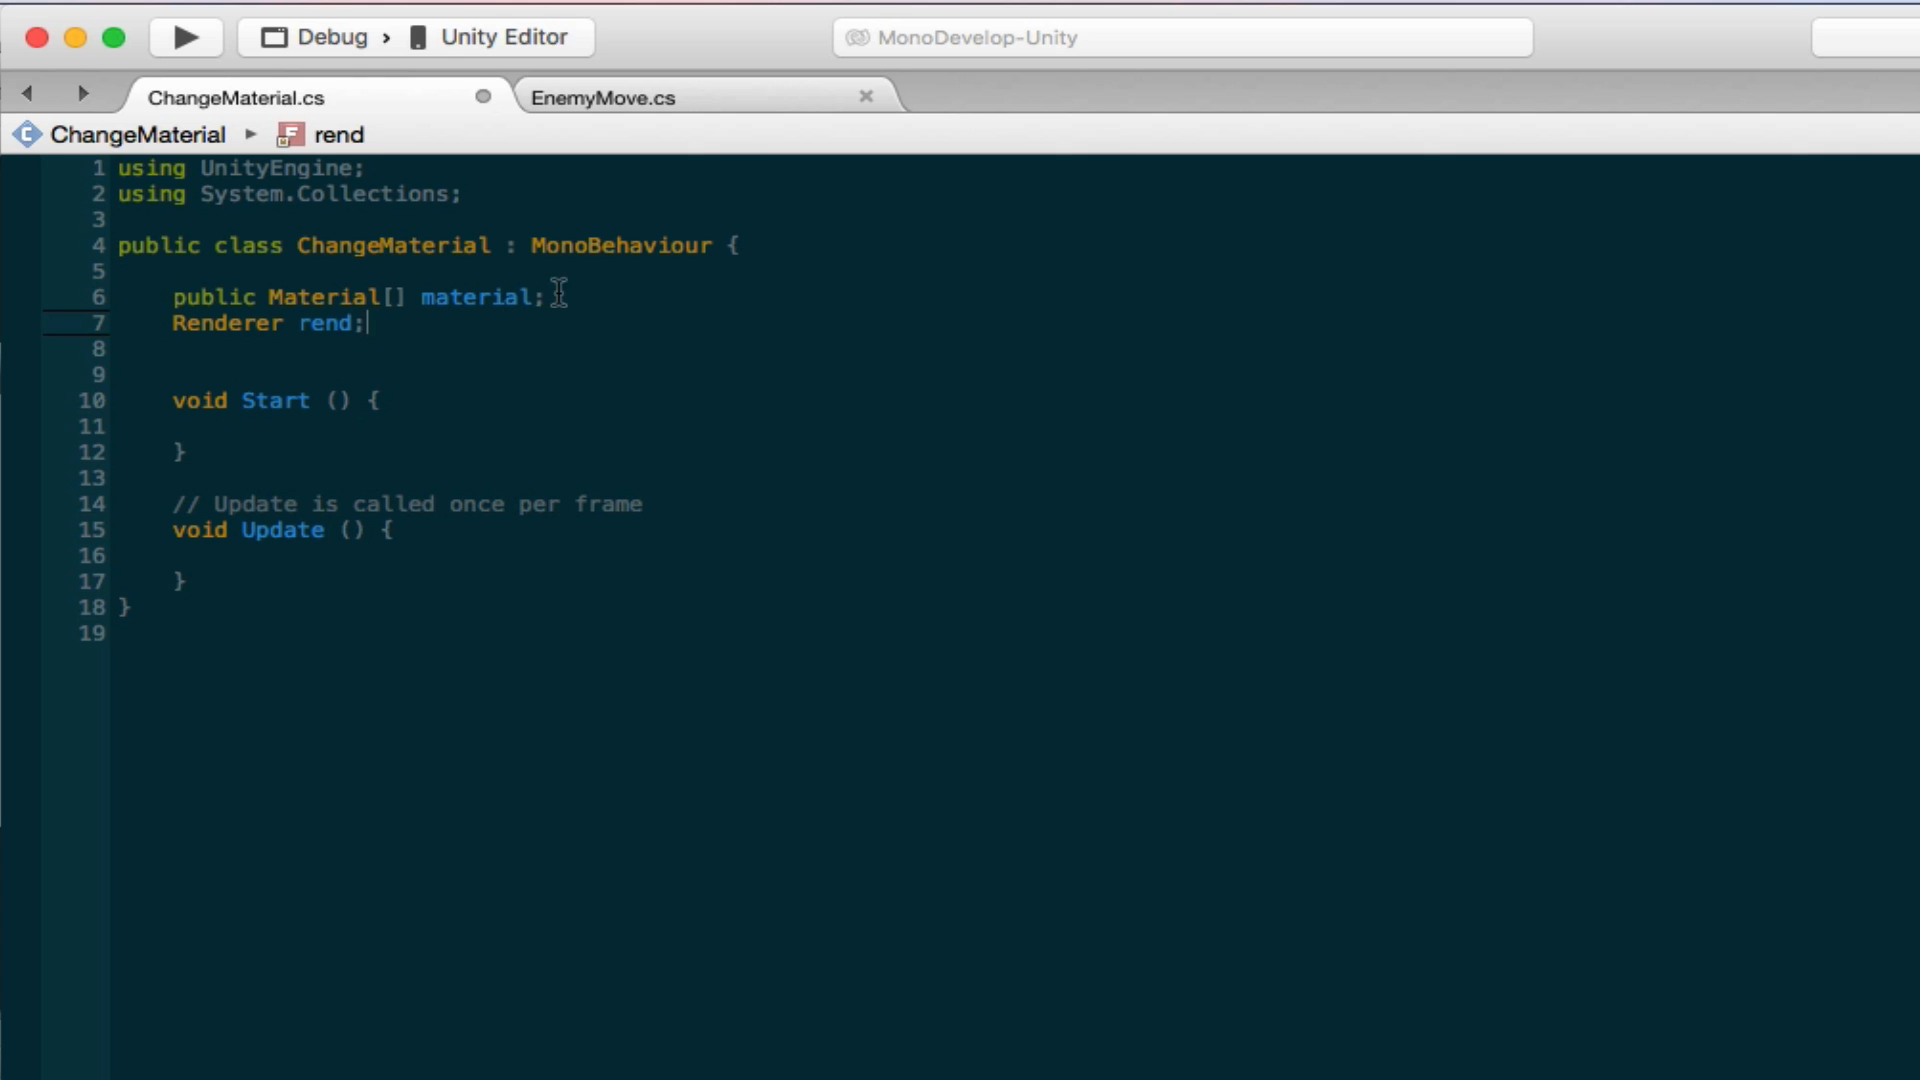 Debug › Unity Editor MonoDevelop-Unity
ChangeMaterial.cs EnemyMove.cs
ChangeMaterial rend
1 using UnityEngine;
2 using System.Collections;
3
4 public class ChangeMaterial : MonoBehaviour {
5
6 public Material[] material;
7 Renderer rend;
8
9
10 void Start () {
11
12 }
13
14 // Update is called once per frame
15 void Update () {
16
17 }
18 }
19